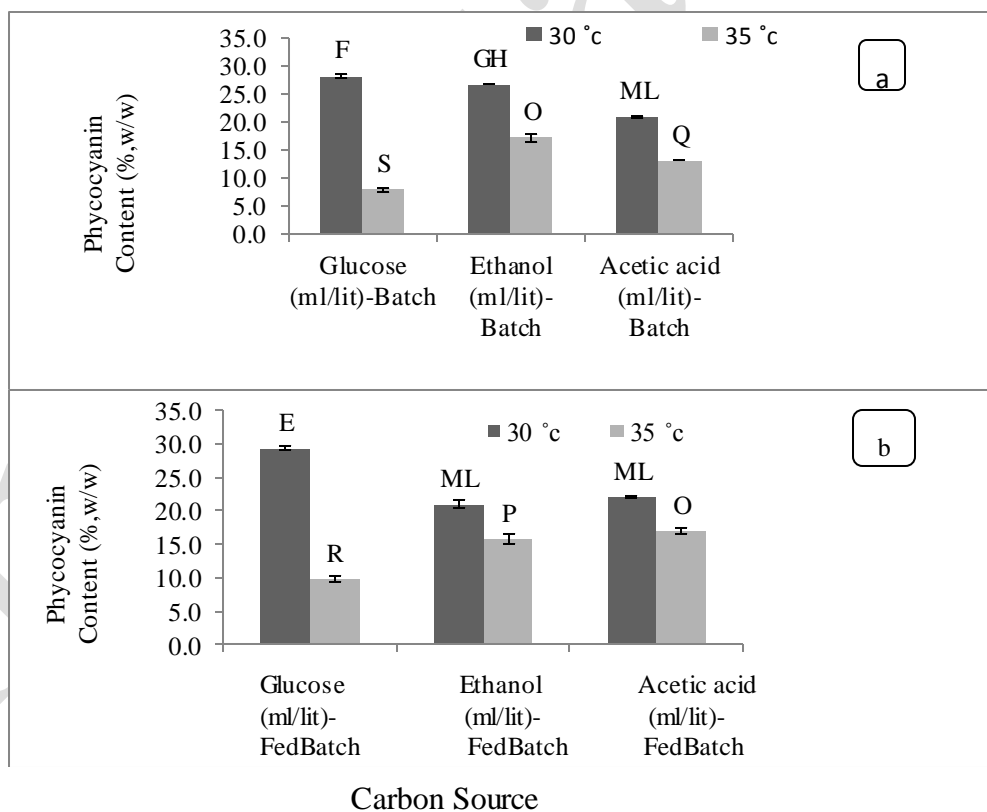 Phycocyanin
Content (%,w/w)
35.0
30.0
25.0
20.0
15.0
10.0
5.0
0.0
30 ˚c
35 ˚c
a
F
S
GH
O
ML
Q
Glucose
(ml/lit)-Batch
Ethanol
(ml/lit)-
Batch
Acetic acid
(ml/lit)-
Batch
Phycocyanin
Content (%,w/w)
35.0
30.0
25.0
20.0
15.0
10.0
5.0
0.0
30 ˚c
35 ˚c
b
E
R
ML
P
ML
O
Glucose
(ml/lit)-
FedBatch
Ethanol
(ml/lit)-
FedBatch
Acetic acid
(ml/lit)-
FedBatch
Carbon Source